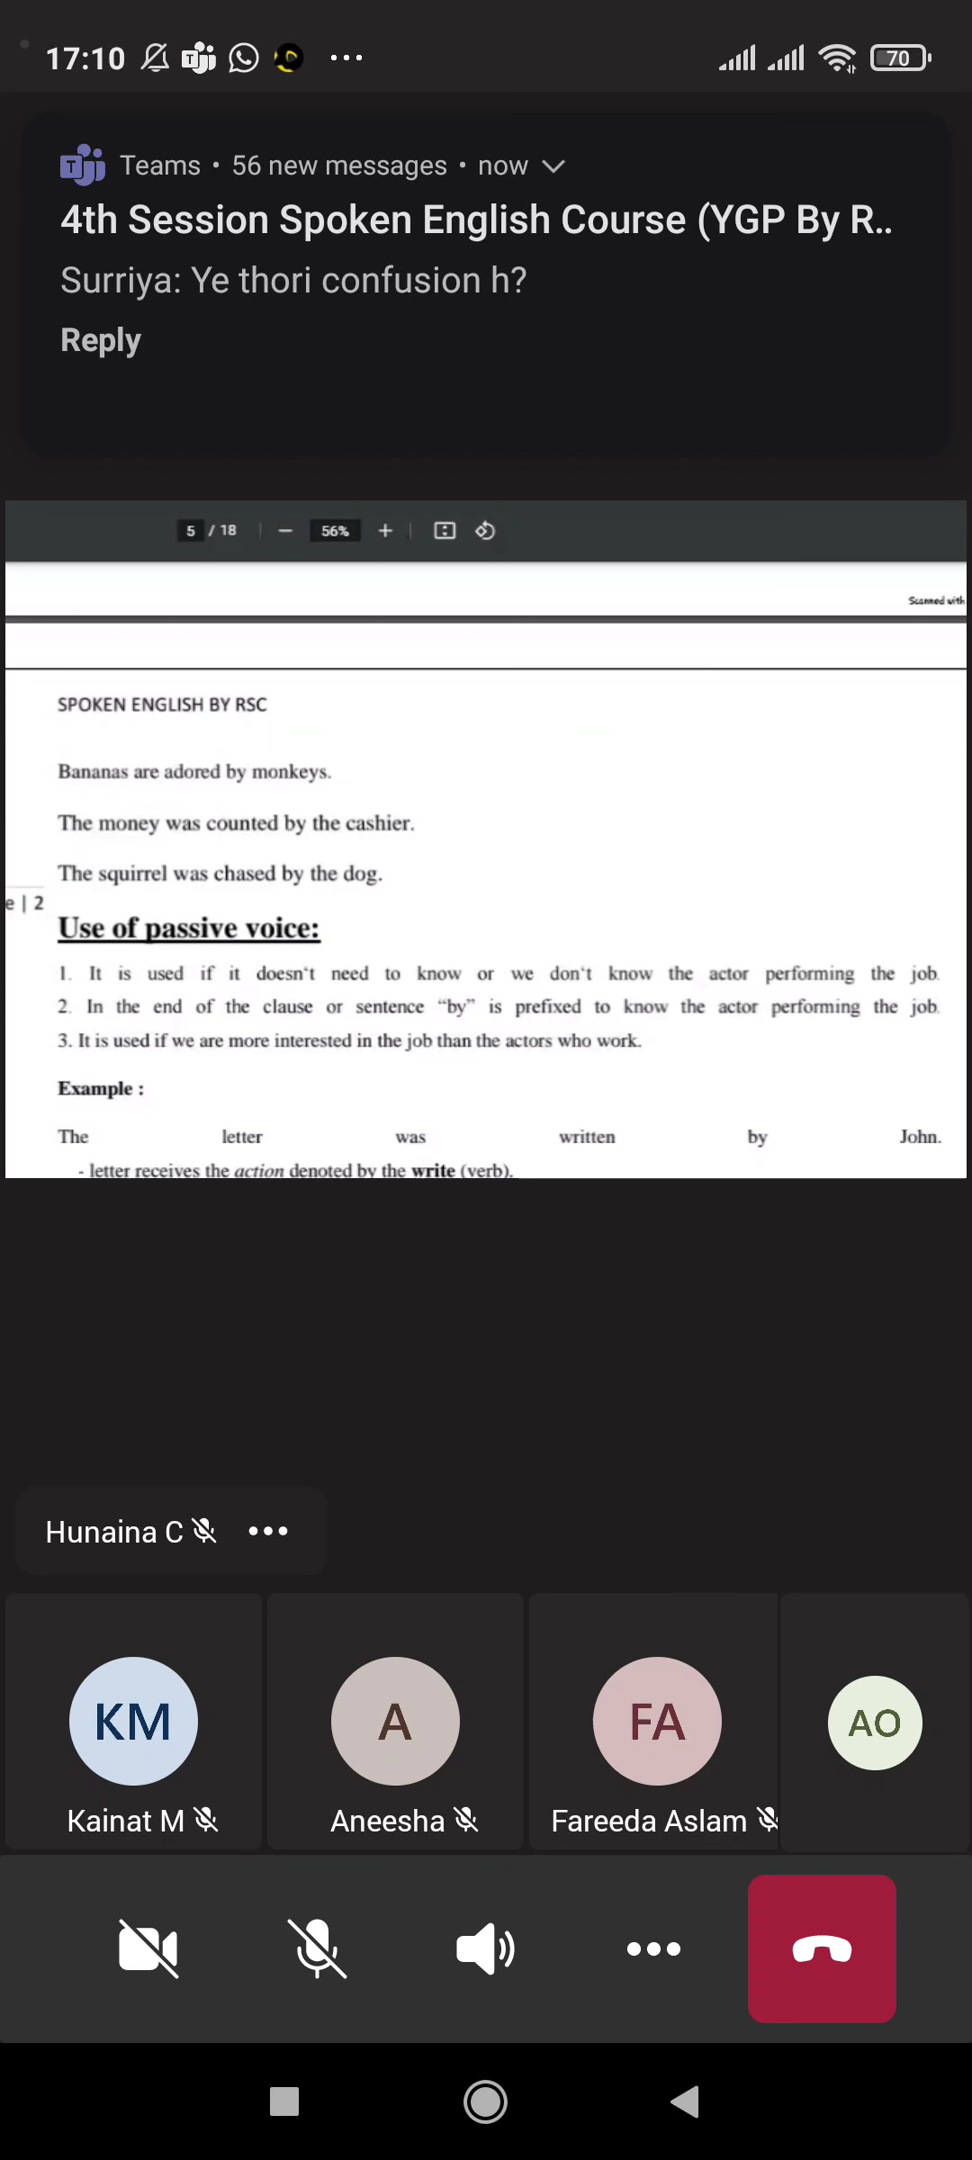 17:10
70
Teams • 56 new messages • now
4th Session Spoken English Course (YGP By R..
Surriya: Ye thori confusion h?
Reply
5 / 18 | − 56% + |
Scanned with
SPOKEN ENGLISH BY RSC
Bananas are adored by monkeys.
The money was counted by the cashier.
The squirrel was chased by the dog.
e | 2
Use of passive voice:
1. It is used if it doesn't need to know or we don't know the actor performing the job.
2. In the end of the clause or sentence “by” is prefixed to know the actor performing the job.
3. It is used if we are more interested in the job than the actors who work.
Example :
The letter was written by John.
- letter receives the action denoted by the write (verb).
Hunaina C
KM
A
FA
AO
Kainat M
Aneesha
Fareeda Aslam